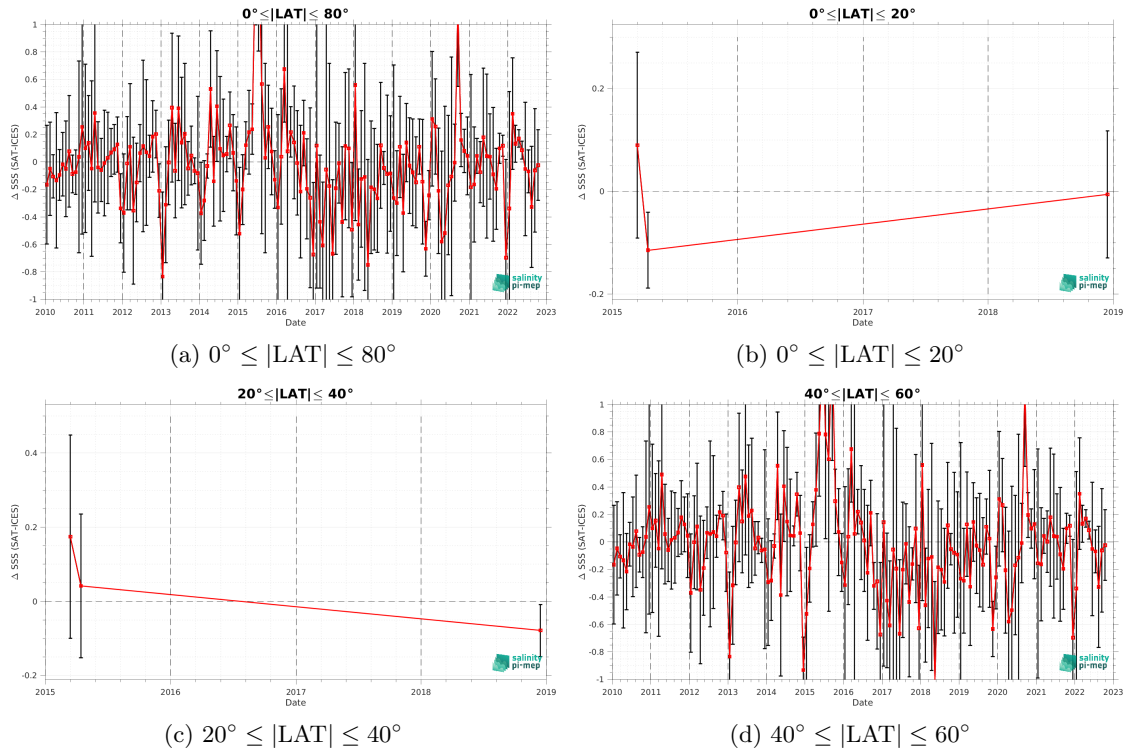 0°≤|LAT|≤ 80°
Δ SSS (SAT-ICES)
1
0.8
0.6
0.4
0.2
0
-0.2
-0.4
-0.6
-0.8
-1
2010 2011 2012 2013 2014 2015 2016 2017 2018 2019 2020 2021 2022 2023
Date
salinity
pi-mep
(a) 0° ≤ |LAT| ≤ 80°
0°≤|LAT|≤ 20°
Δ SSS (SAT-ICES)
0.2
0
-0.2
2015 2016 2017 2018 2019
Date
salinity
pi-mep
(b) 0° ≤ |LAT| ≤ 20°
20°≤|LAT|≤ 40°
Δ SSS (SAT-ICES)
0.4
0.2
0
-0.2
2015 2016 2017 2018 2019
Date
salinity
pi-mep
(c) 20° ≤ |LAT| ≤ 40°
40°≤|LAT|≤ 60°
Δ SSS (SAT-ICES)
1
0.8
0.6
0.4
0.2
0
-0.2
-0.4
-0.6
-0.8
-1
2010 2011 2012 2013 2014 2015 2016 2017 2018 2019 2020 2021 2022 2023
Date
salinity
pi-mep
(d) 40° ≤ |LAT| ≤ 60°